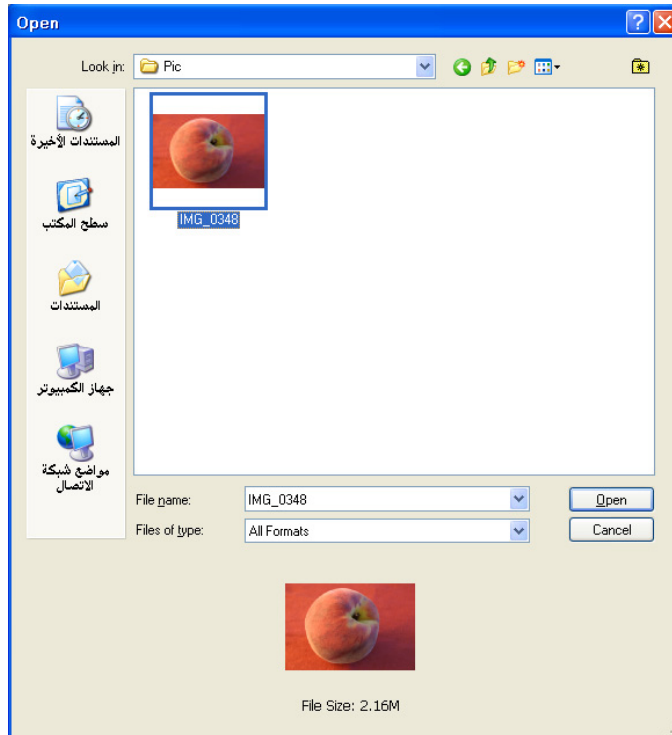 Open
Look in: Pic
المستندات الأخيرة
سطح المكتب
المستندات
جهاز الكمبيوتر
مواضع شبكة
الاتصال
IMG_0348
File name: IMG_0348 Open
Files of type: All Formats Cancel
File Size: 2.16M